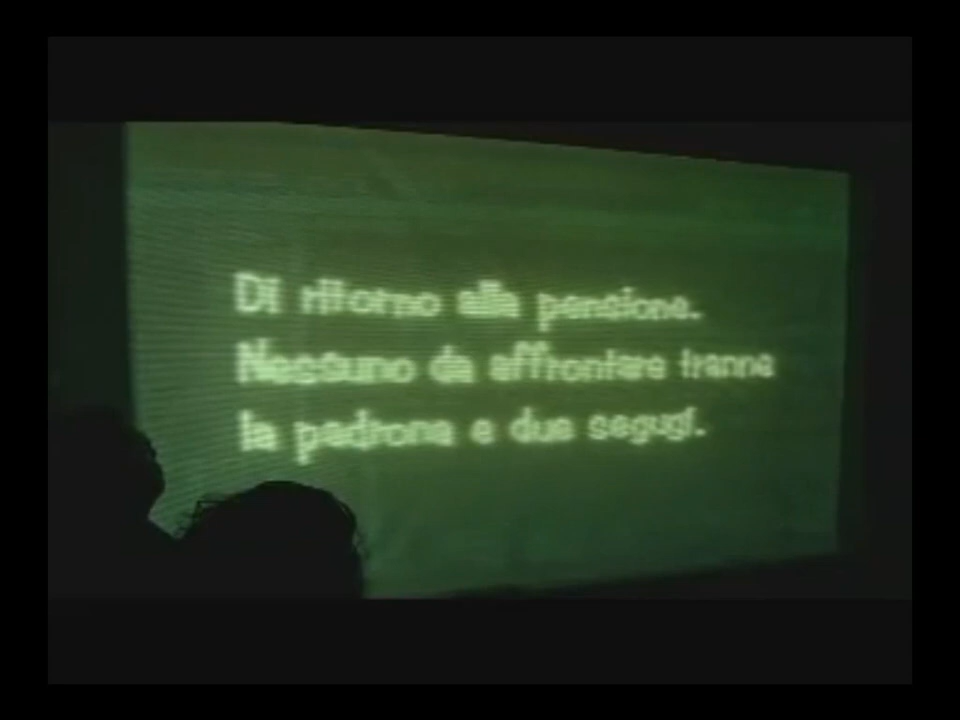 Di ritorno alla pensione.
Nessuno da affrontare tranne
la padrona e due segugi.